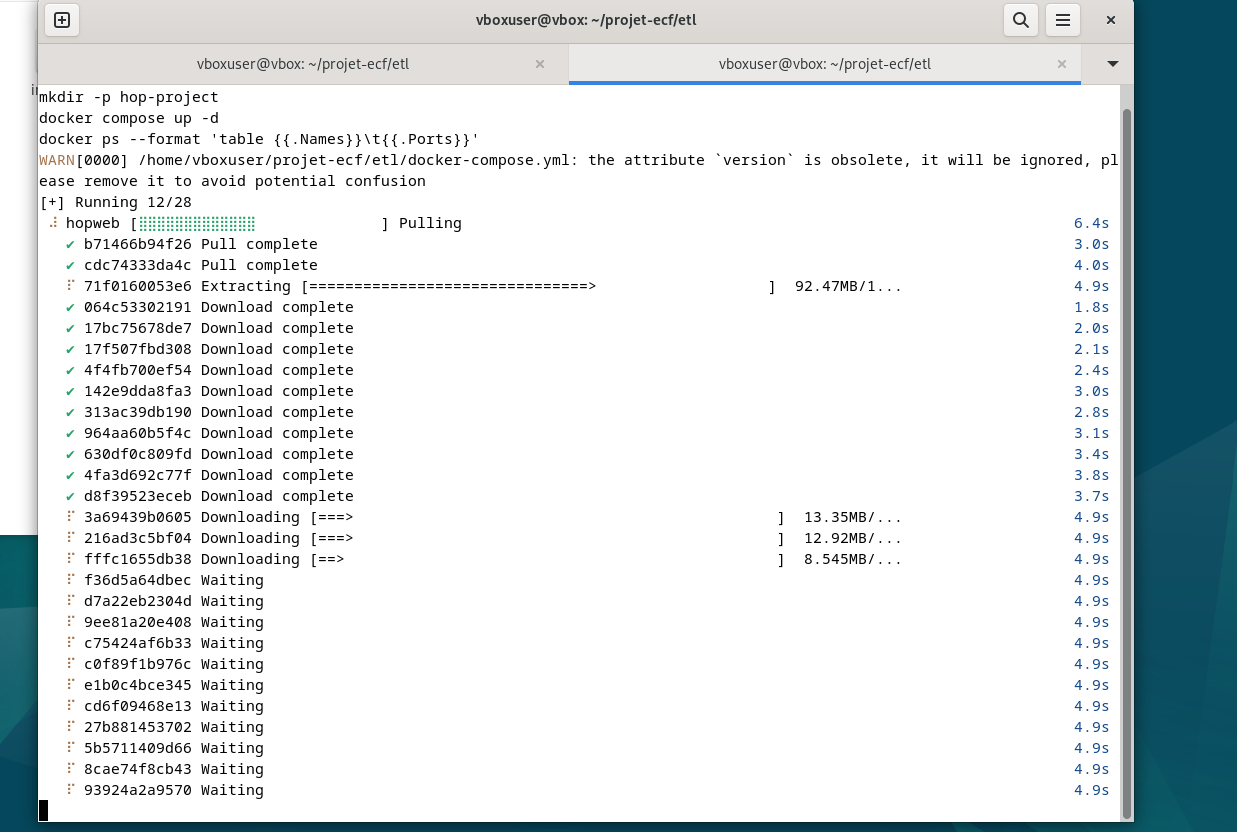 vboxuser@vbox: ~/projet-ecf/etl
vboxuser@vbox: ~/projet-ecf/etl
vboxuser@vbox: ~/projet-ecf/etl
mkdir -p hop-project
docker compose up -d
docker ps --format 'table {{.Names}}\t{{.Ports}}'
WARN[0000] /home/vboxuser/projet-ecf/etl/docker-compose.yml: the attribute `version` is obsolete, it will be ignored, pl
ease remove it to avoid potential confusion
[+] Running 12/28
hopweb [ ] Pulling 6.4s
✔ b71466b94f26 Pull complete 3.0s
✔ cdc74333da4c Pull complete 4.0s
71f0160053e6 Extracting [===============================> ] 92.47MB/1... 4.9s
✔ 064c53302191 Download complete 1.8s
✔ 17bc75678de7 Download complete 2.0s
✔ 17f507fbd308 Download complete 2.1s
✔ 4f4fb700ef54 Download complete 2.4s
✔ 142e9dda8fa3 Download complete 3.0s
✔ 313ac39db190 Download complete 2.8s
✔ 964aa60b5f4c Download complete 3.1s
✔ 630df0c809fd Download complete 3.4s
✔ 4fa3d692c77f Download complete 3.8s
✔ d8f39523eceb Download complete 3.7s
3a69439b0605 Downloading [===> ] 13.35MB/... 4.9s
216ad3c5bf04 Downloading [===> ] 12.92MB/... 4.9s
fffc1655db38 Downloading [==> ] 8.545MB/... 4.9s
f36d5a64dbec Waiting 4.9s
d7a22eb2304d Waiting 4.9s
9ee81a20e408 Waiting 4.9s
c75424af6b33 Waiting 4.9s
c0f89f1b976c Waiting 4.9s
e1b0c4bce345 Waiting 4.9s
cd6f09468e13 Waiting 4.9s
27b881453702 Waiting 4.9s
5b5711409d66 Waiting 4.9s
8cae74f8cb43 Waiting 4.9s
93924a2a9570 Waiting 4.9s